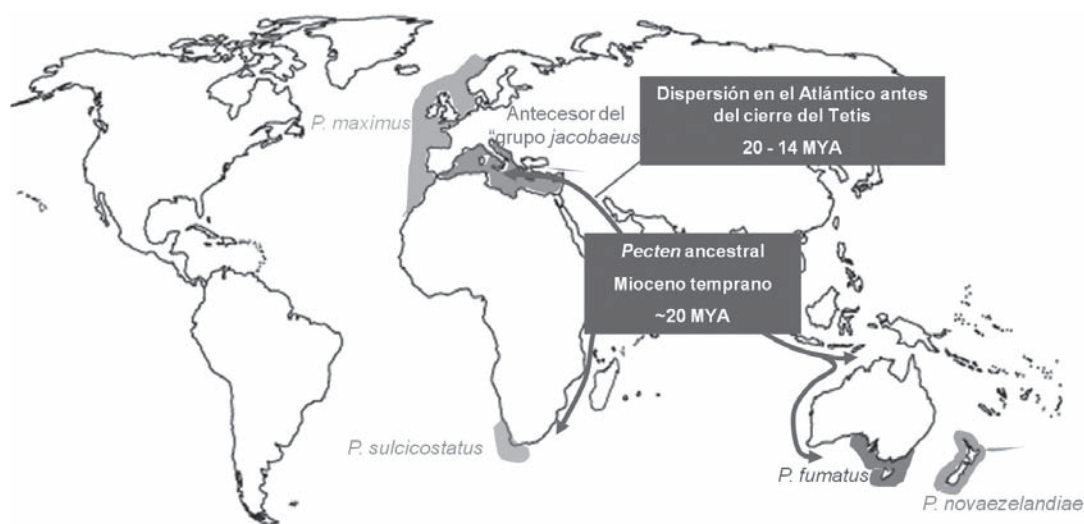 Dispersión en el Atlántico antes
del cierre del Tetis
20 - 14 MYA
P. maximus
Antecesor del
"grupo jacobaeus"
Pecten ancestral
Mioceno temprano
~20 MYA
P. sulcicostatus
P. fumatus
P. novaezelandiae